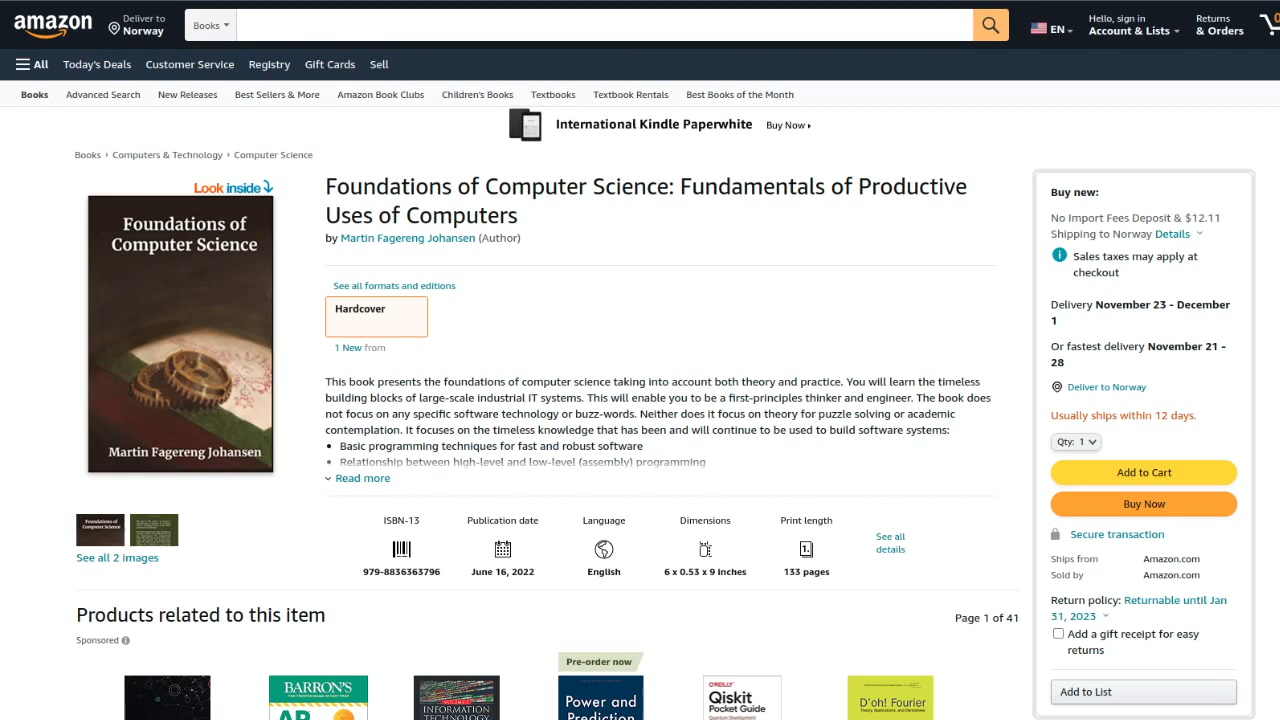 amazon
Deliver to
Norway
Books
EN
Hello, sign in
Account & Lists
Returns
& Orders
0
All
Today's Deals
Customer Service
Registry
Gift Cards
Sell
Books
Advanced Search
New Releases
Best Sellers & More
Amazon Book Clubs
Children's Books
Textbooks
Textbook Rentals
Best Books of the Month
International Kindle Paperwhite
Buy Now
Books › Computers & Technology › Computer Science
Look inside
Foundations of
Computer Science
Martin Fagereng Johansen
Foundations of
Computer Science
See all 2 images
Foundations of Computer Science: Fundamentals of Productive
Uses of Computers
by Martin Fagereng Johansen (Author)
See all formats and editions
Hardcover
1 New from
This book presents the foundations of computer science taking into account both theory and practice. You will learn the timeless
building blocks of large-scale industrial IT systems. This will enable you to be a first-principles thinker and engineer. The book does
not focus on any specific software technology or buzz-words. Neither does it focus on theory for puzzle solving or academic
contemplation. It focuses on the timeless knowledge that has been and will continue to be used to build software systems:
• Basic programming techniques for fast and robust software
• Relationship between high-level and low-level (assembly) programming
Read more
ISBN-13
979-8836363796
Publication date
June 16, 2022
Language
English
Dimensions
6 x 0.53 x 9 inches
Print length
1.
133 pages
See all
details
Buy new:
No Import Fees Deposit & $12.11
Shipping to Norway Details
Sales taxes may apply at
checkout
Delivery November 23 - December
1
Or fastest delivery November 21 -
28
Deliver to Norway
Usually ships within 12 days.
Qty: 1
Add to Cart
Buy Now
Secure transaction
Ships from Amazon.com
Sold by Amazon.com
Return policy: Returnable until Jan
31, 2023
Add a gift receipt for easy
returns
Add to List
Products related to this item
Page 1 of 41
Sponsored
BARRON'S
AP
INFORMATION
TECHNOLOGY
Pre-order now
Power and
Prediction
O'REILLY
Qiskit
Pocket Guide
Quantum Development
D'oh! Fourier
Theory, Applications, and Derivatives